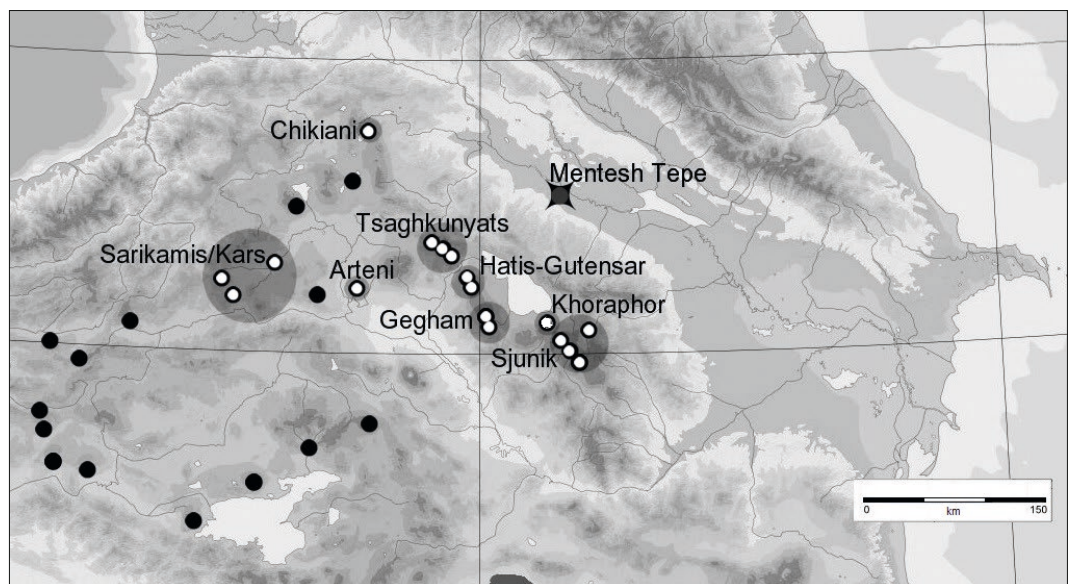 Chikiani
Mentesh Tepe
Tsaghkunyats
Sarikamis/Kars
Arteni
Hatis-Gutensar
Khoraphor
Gegham
Sjunik
0 km 150